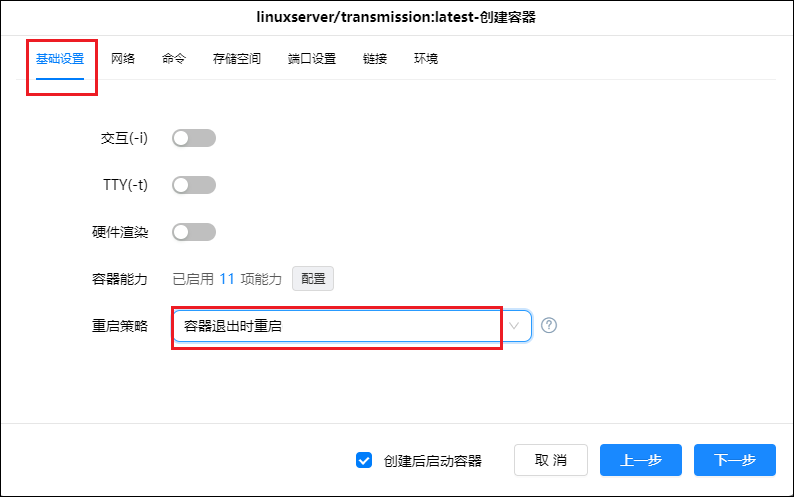 linuxserver/transmission:latest-创建容器
基础设置 网络 命令 存储空间 端口设置 链接 环境
交互(-i)
TTY(-t)
硬件渲染
容器能力 已启用 11 项能力 配置
重启策略 容器退出时重启 ?
创建后启动容器 取 消 上一步 下一步